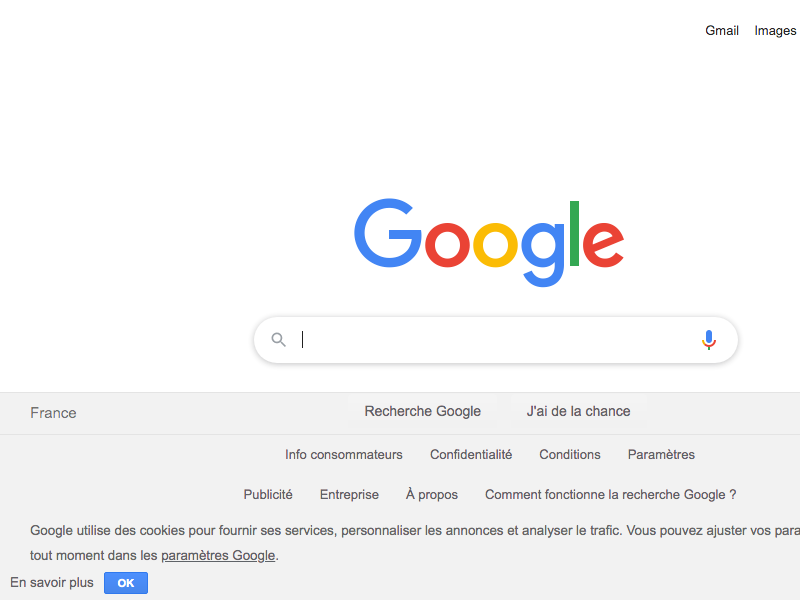 Gmail Images
Google
France
Recherche Google J'ai de la chance
Info consommateurs Confidentialité Conditions Paramètres
Publicité Entreprise À propos Comment fonctionne la recherche Google ?
Google utilise des cookies pour fournir ses services, personnaliser les annonces et analyser le trafic. Vous pouvez ajuster vos
tout moment dans les paramètres Google.
En savoir plus OK